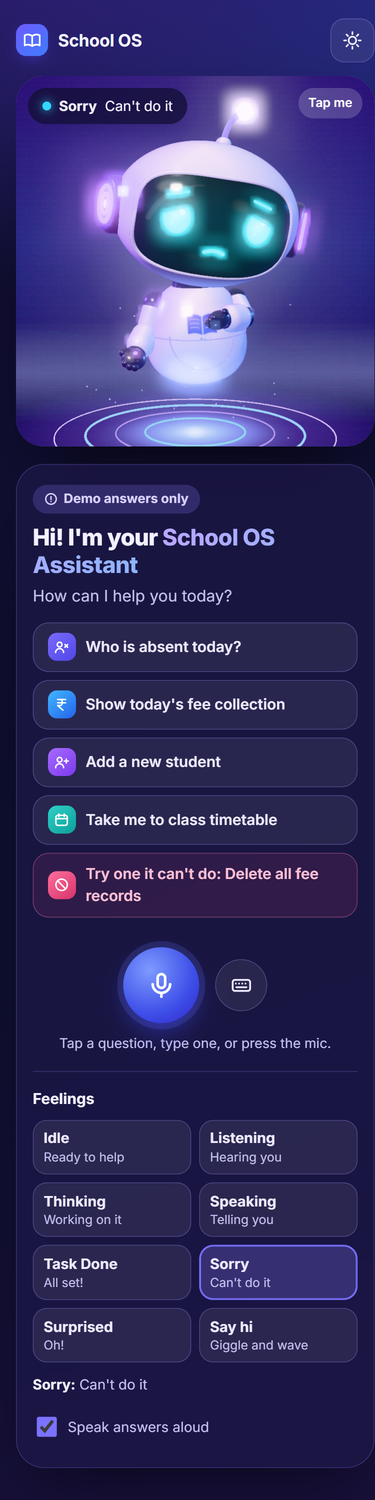 School OS
Sorry Can't do it
Tap me
Demo answers only
Hi! I'm your School OS
Assistant
How can I help you today?
Who is absent today?
Show today's fee collection
Add a new student
Take me to class timetable
Try one it can't do: Delete all fee
records
Tap a question, type one, or press the mic.
Feelings
Idle
Ready to help
Listening
Hearing you
Thinking
Working on it
Speaking
Telling you
Task Done
All set!
Sorry
Can't do it
Surprised
Oh!
Say hi
Giggle and wave
Sorry: Can't do it
Speak answers aloud